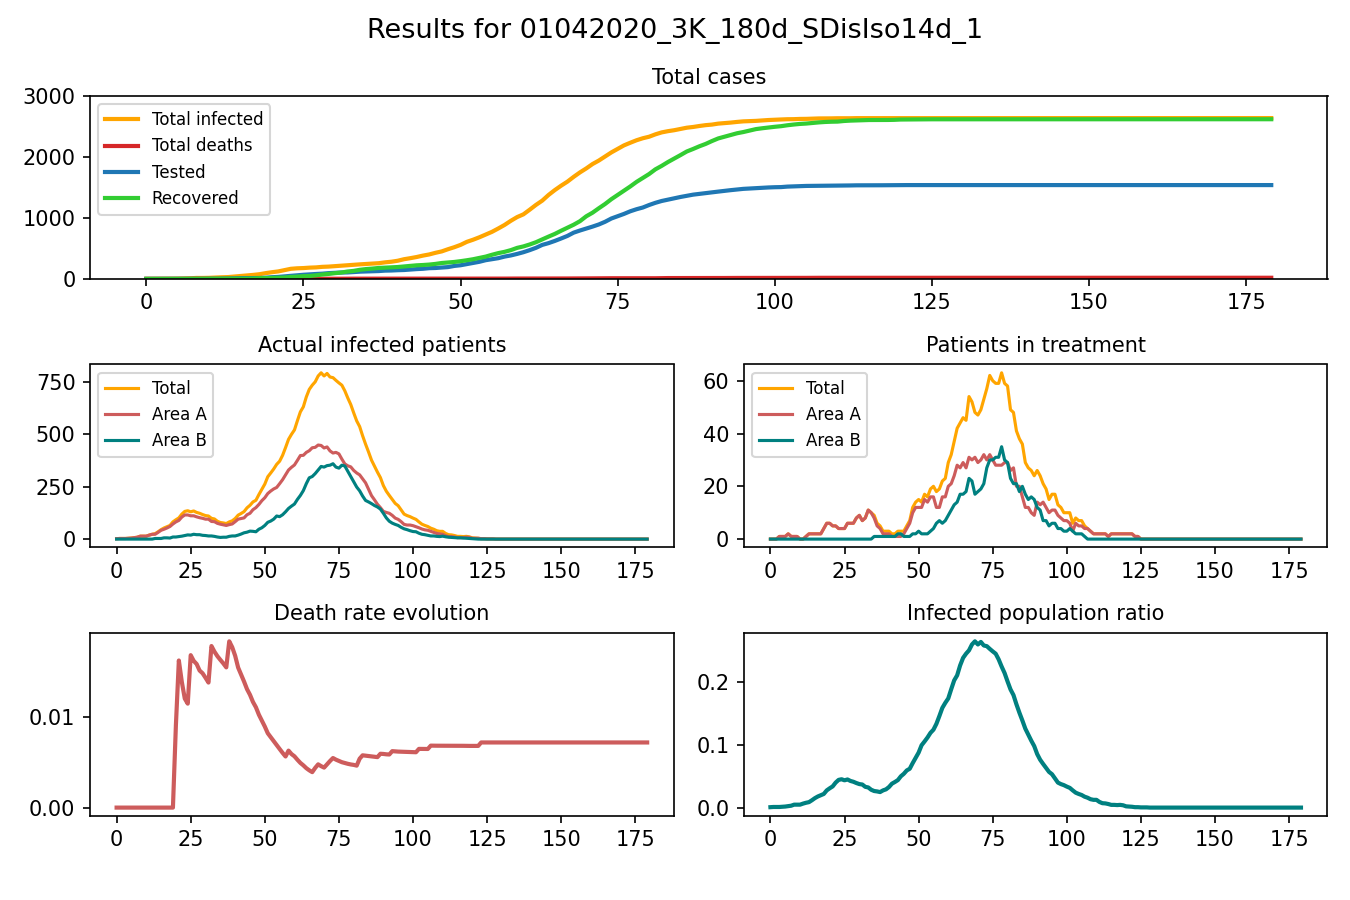 Results for 01042020_3K_180d_SDisIso14d_1
Total cases
3000
2000
1000
0
Total infected
Total deaths
Tested
Recovered
0 25 50 75 100 125 150 175
Actual infected patients
750
500
250
0
Total
Area A
Area B
0 25 50 75 100 125 150 175
Patients in treatment
60
40
20
0
Total
Area A
Area B
0 25 50 75 100 125 150 175
Death rate evolution
0.01
0.00
0 25 50 75 100 125 150 175
Infected population ratio
0.2
0.1
0.0
0 25 50 75 100 125 150 175